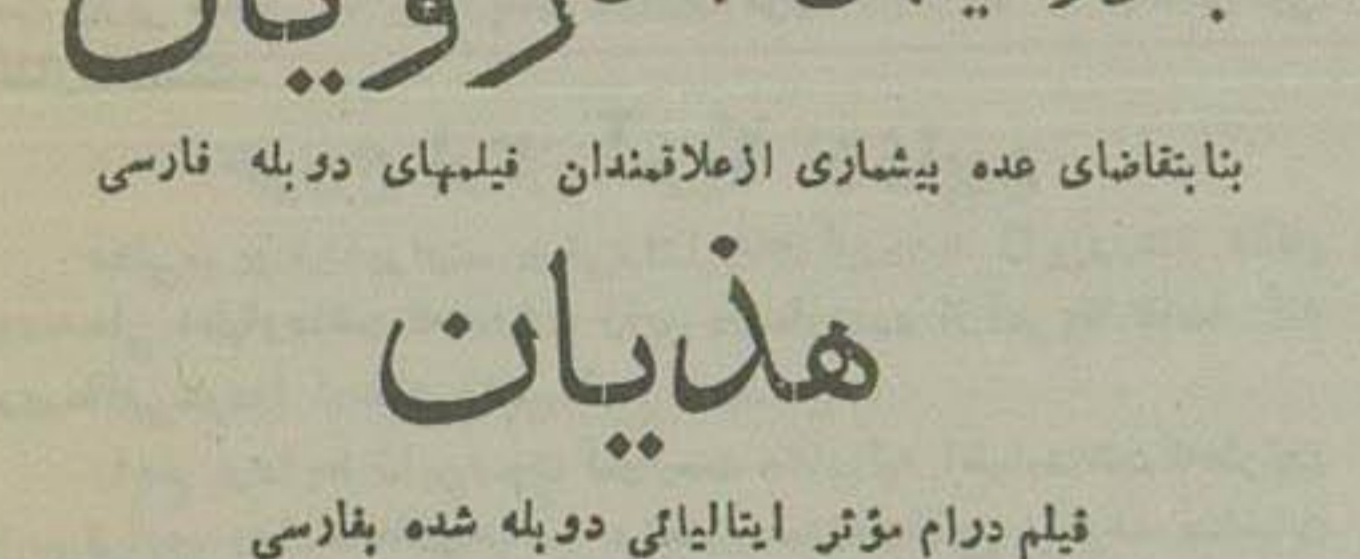 بنا بتقاضای عده بیشماری از علاقمندان فیلمهای دوبله فارسی
هذیان
فیلم درام مؤثر ایتالیائی دوبله شده بفارسی